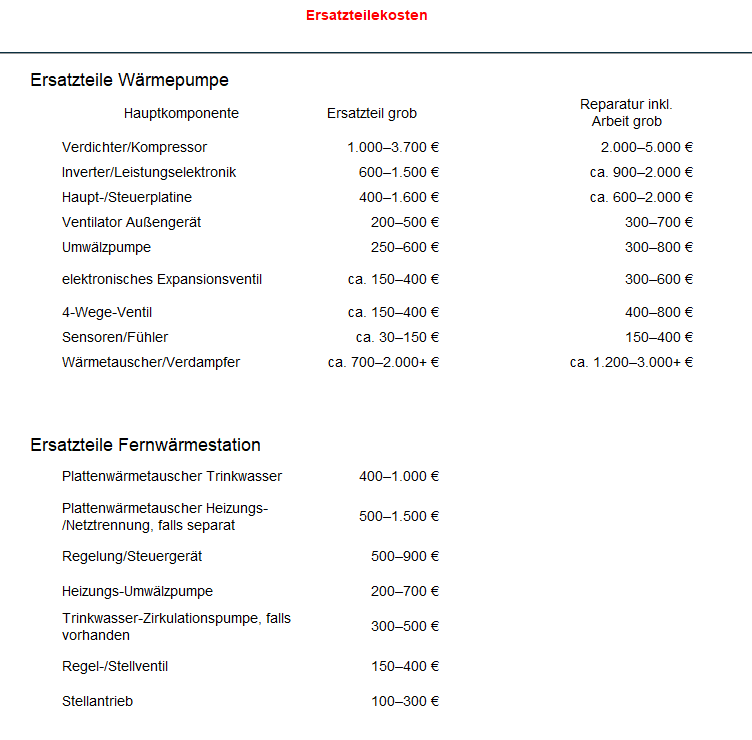 Ersatzteilekosten
Ersatzteile Wärmepumpe
Hauptkomponente Ersatzteil grob Reparatur inkl.
Arbeit grob
Verdichter/Kompressor 1.000–3.700 € 2.000–5.000 €
Inverter/Leistungselektronik 600–1.500 € ca. 900–2.000 €
Haupt-/Steuerplatine 400–1.600 € ca. 600–2.000 €
Ventilator Außengerät 200–500 € 300–700 €
Umwälzpumpe 250–600 € 300–800 €
elektronisches Expansionsventil ca. 150–400 € 300–600 €
4-Wege-Ventil ca. 150–400 € 400–800 €
Sensoren/Fühler ca. 30–150 € 150–400 €
Wärmetauscher/Verdampfer ca. 700–2.000+ € ca. 1.200–3.000+ €
Ersatzteile Fernwärmestation
Plattenwärmetauscher Trinkwasser 400–1.000 €
Plattenwärmetauscher Heizungs-
/Netztrennung, falls separat 500–1.500 €
Regelung/Steuergerät 500–900 €
Heizungs-Umwälzpumpe 200–700 €
Trinkwasser-Zirkulationspumpe, falls
vorhanden 300–500 €
Regel-/Stellventil 150–400 €
Stellantrieb 100–300 €